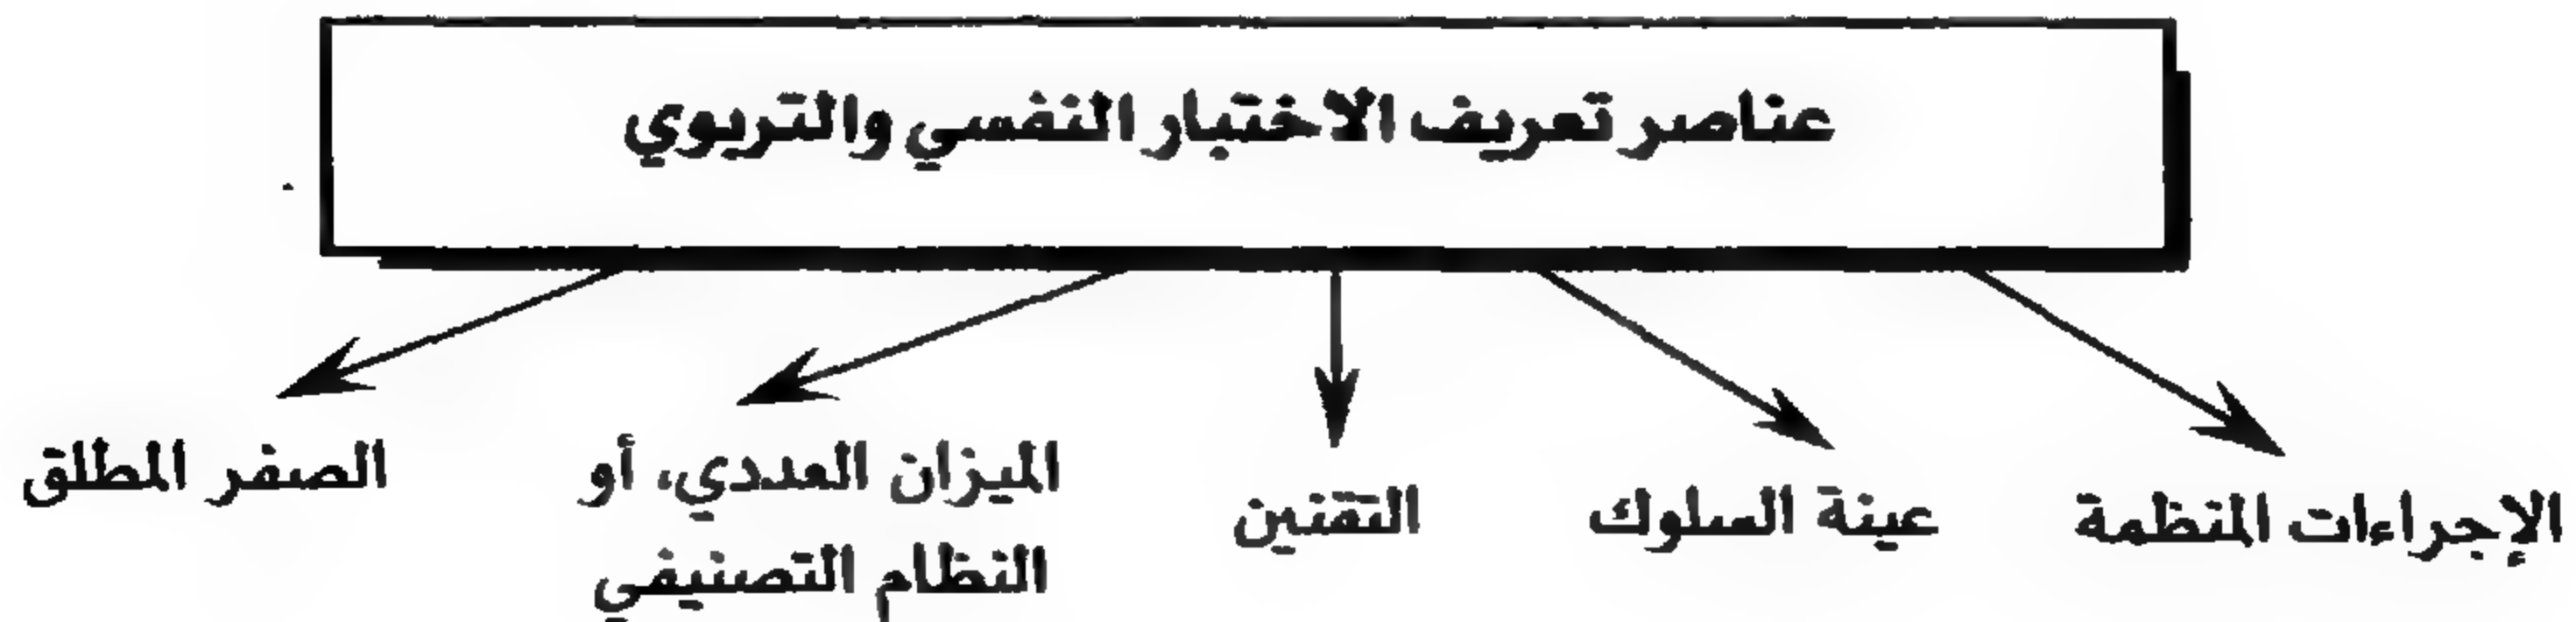 عناصر تعريف الاختبار النفسي والتربوي
الإجراءات المنظمة
عينة السلوك
التقنين
الميزان العددي، أو
النظام التصنيفي
الصفر المطلق